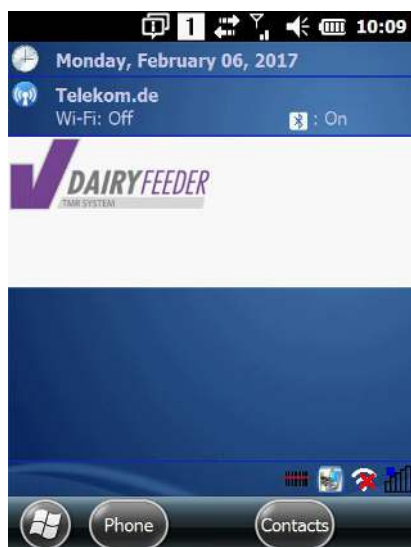 1 10:09
Monday, February 06, 2017
Telekom.de
Wi-Fi: Off : On
DAIRYFEEDER
TMR SYSTEM
Phone Contacts